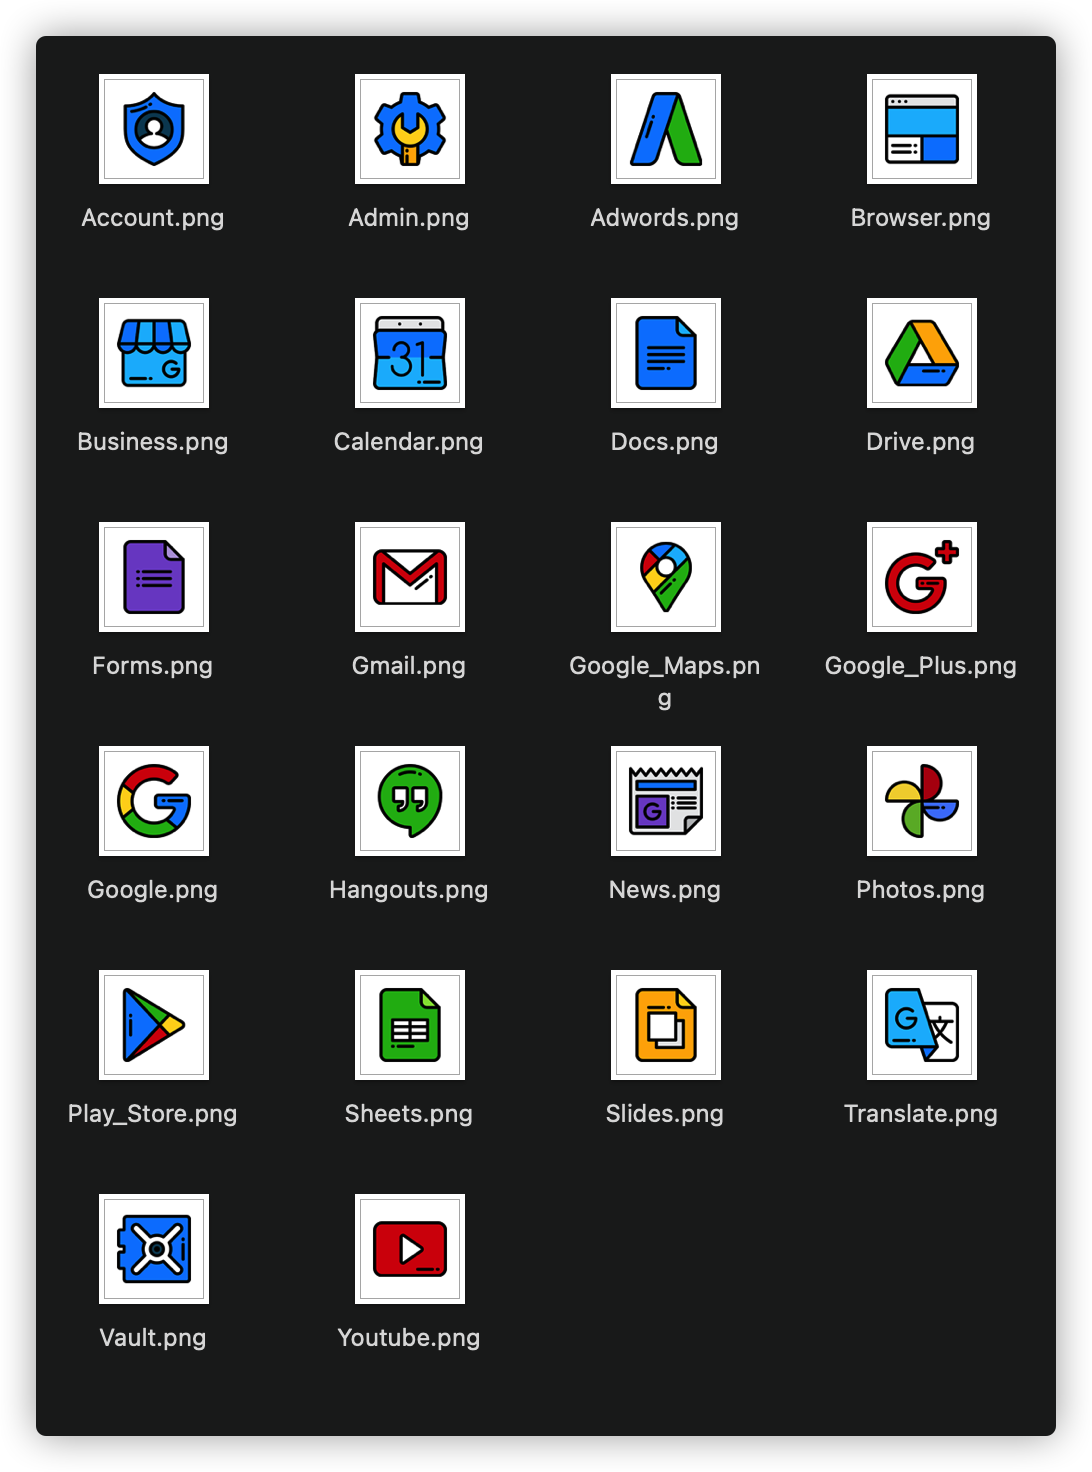 Account.png
Admin.png
Adwords.png
Browser.png
Business.png
31
Calendar.png
Docs.png
Drive.png
Forms.png
Gmail.png
Google_Maps.pn
g
Google_Plus.png
Google.png
Hangouts.png
G
News.png
Photos.png
Play_Store.png
Sheets.png
Slides.png
G 文
Translate.png
Vault.png
Youtube.png